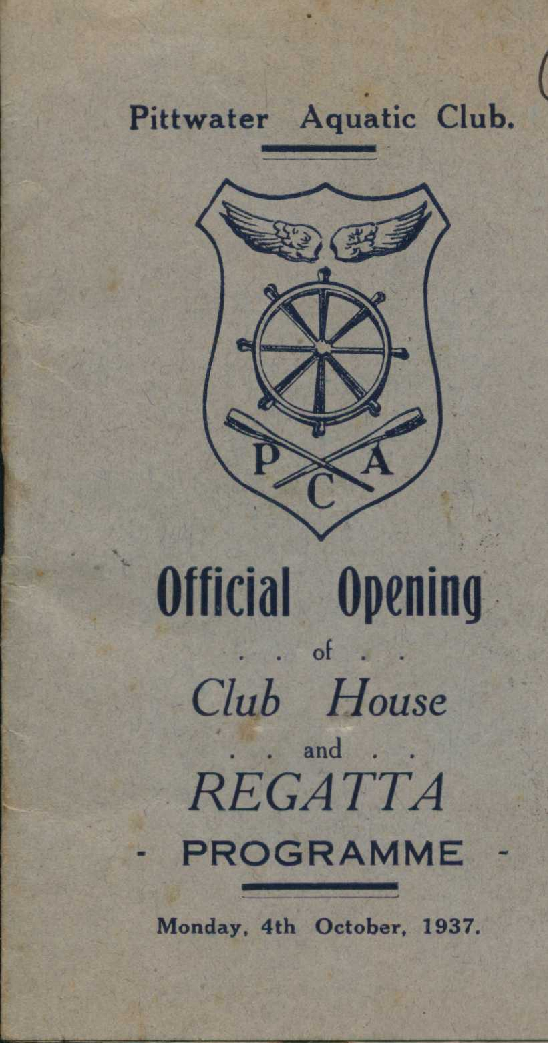 Pittwater Aquatic Club.
P A
C
Official Opening
. . of . .
Club House
. . and . .
REGATTA
- PROGRAMME -
Monday, 4th October, 1937.